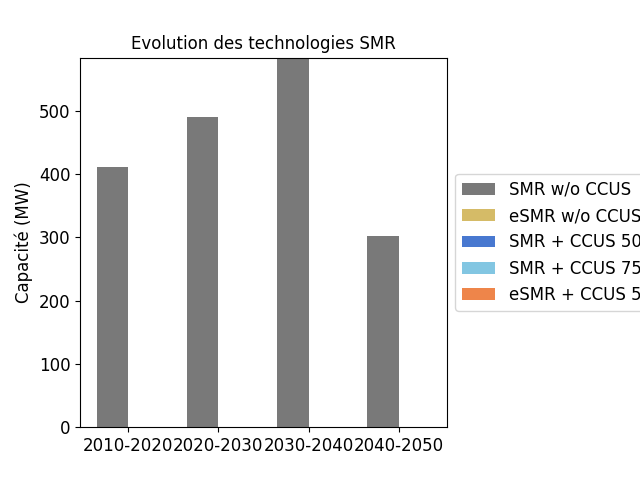 Evolution des technologies SMR
Capacité (MW)
500
400
300
200
100
0
2010-2020
2020-2030
2030-2040
2040-2050
SMR w/o CCUS
eSMR w/o CCUS
SMR + CCUS 50
SMR + CCUS 75
eSMR + CCUS 5